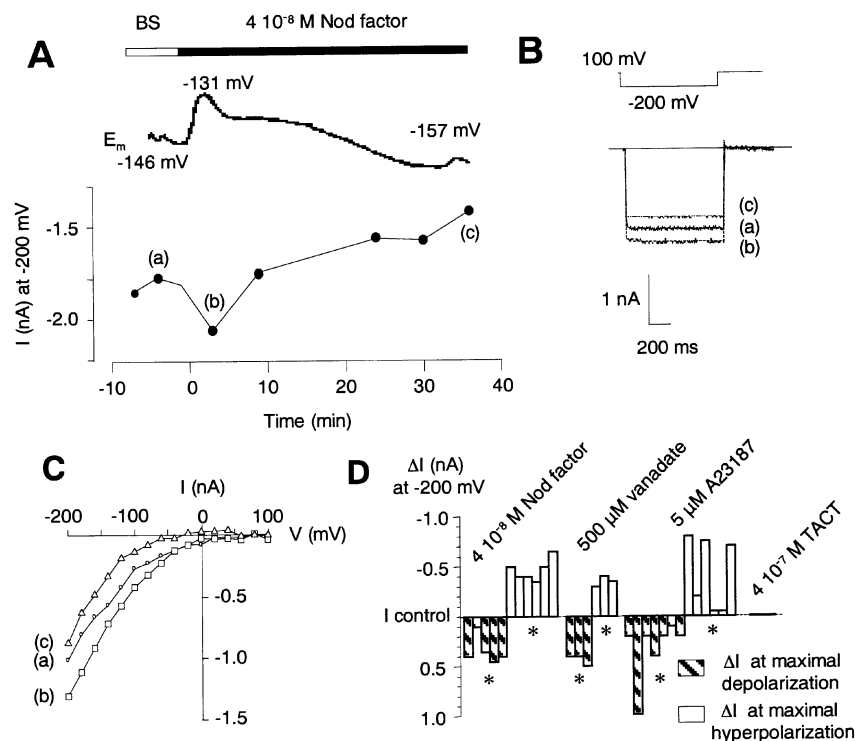 A
BS
4 10⁻⁸ M Nod factor
-131 mV
Em
-146 mV
-157 mV
I (nA) at -200 mV
-1.5
-2.0
(a)
(b)
(c)
-10 0 10 20 30 40
Time (min)
B
100 mV
-200 mV
(c)
(a)
(b)
1 nA
200 ms
C
I (nA)
-200 -100 0 100
V (mV)
-0.5
-1.0
-1.5
(c)
(a)
(b)
D
ΔI (nA)
at -200 mV
-1.0
-0.5
I control
0.5
1.0
4 10⁻⁸ M Nod factor
500 µM vanadate
5 µM A23187
4 10⁻⁷ M TACT
* * *
* * *
ΔI at maximal
depolarization
ΔI at maximal
hyperpolarization